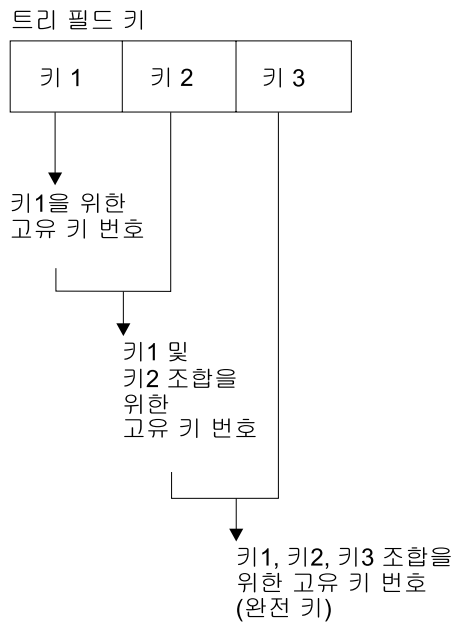 트리 필드 키
키 1
키 2
키 3
키1을 위한
고유 키 번호
키1 및
키2 조합을
위한
고유 키 번호
키1, 키2, 키3 조합을
위한 고유 키 번호
(완전 키)